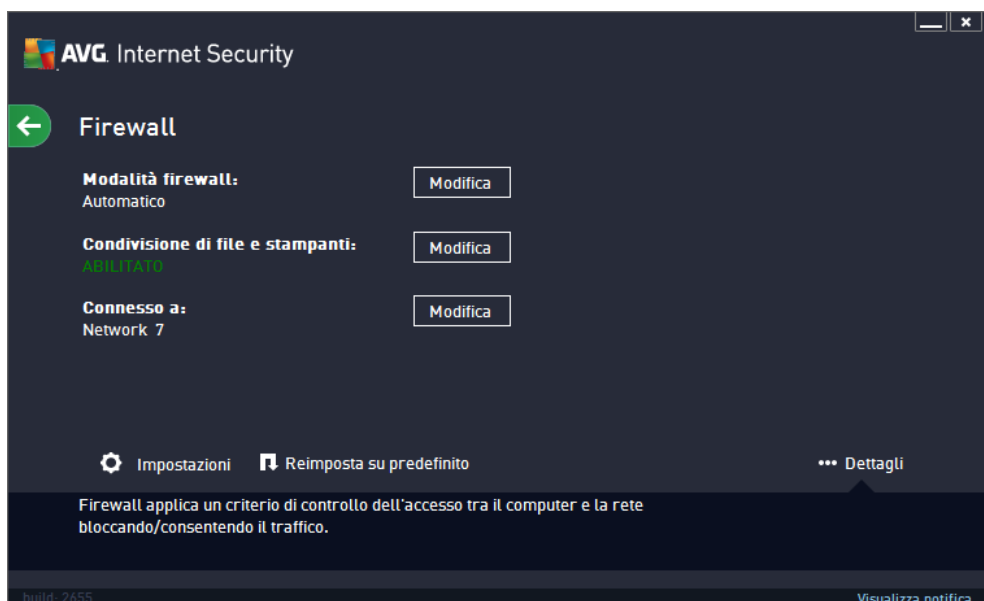 AVG. Internet Security
Firewall
Modalità firewall:
Automatico
Modifica
Condivisione di file e stampanti:
ABILITATO
Modifica
Connesso a:
Network 7
Modifica
Impostazioni
Reimposta su predefinito
Dettagli
Firewall applica un criterio di controllo dell'accesso tra il computer e la rete
bloccando/consentendo il traffico.
build: 2655
Visualizza notifica